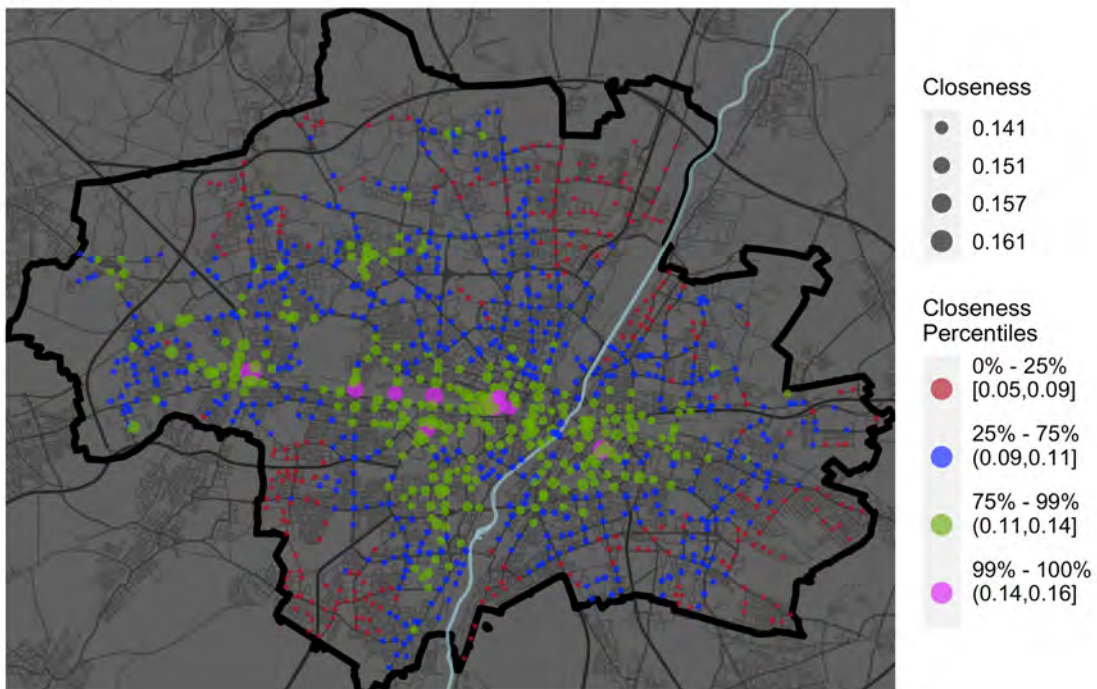 Closeness
0.141
0.151
0.157
0.161
Closeness
Percentiles
0% - 25%
[0.05,0.09]
25% - 75%
(0.09,0.11]
75% - 99%
(0.11,0.14]
99% - 100%
(0.14,0.16]